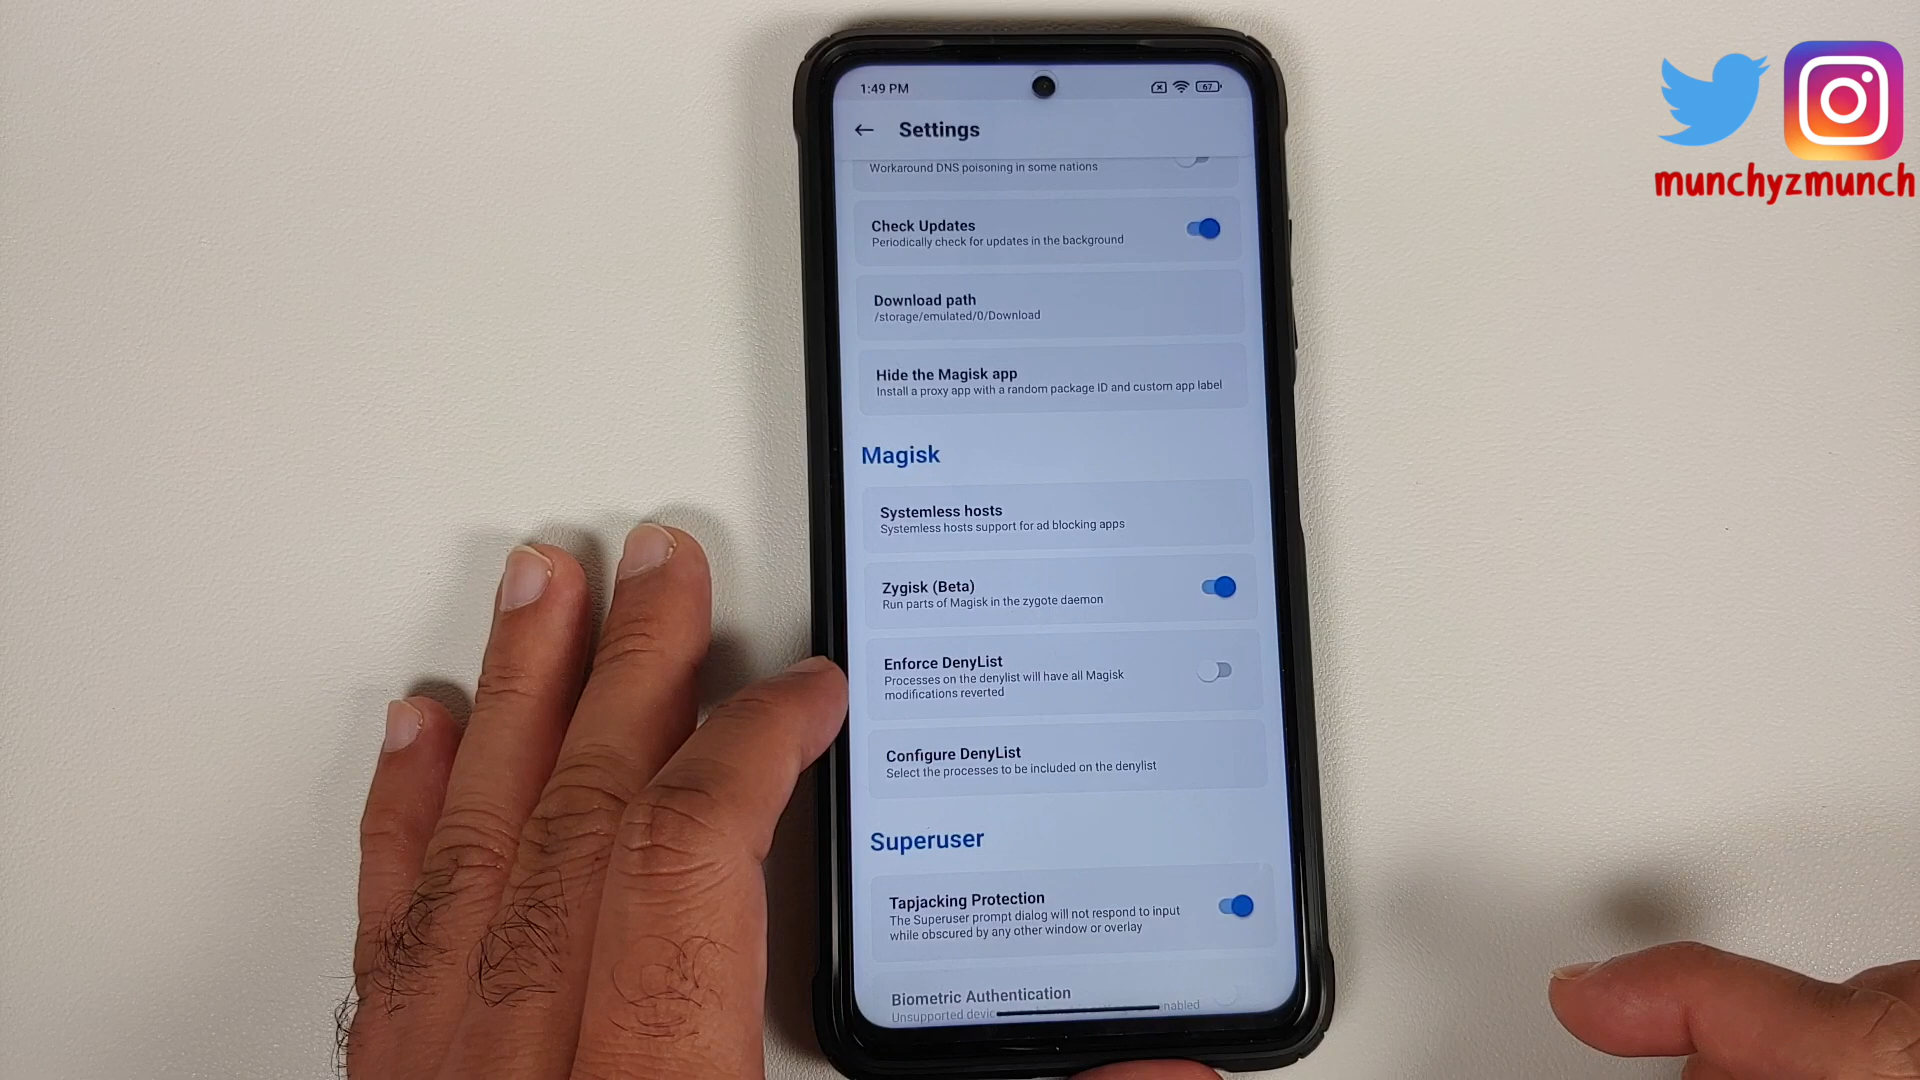 1:49 PM
67
Settings
Workaround DNS poisoning in some nations
Check Updates
Periodically check for updates in the background
Download path
/storage/emulated/0/Download
Hide the Magisk app
Install a proxy app with a random package ID and custom app label
Magisk
Systemless hosts
Systemless hosts support for ad blocking apps
Zygisk (Beta)
Run parts of Magisk in the zygote daemon
Enforce DenyList
Processes on the denylist will have all Magisk
modifications reverted
Configure DenyList
Select the processes to be included on the denylist
Superuser
Tapjacking Protection
The Superuser prompt dialog will not respond to input
while obscured by any other window or overlay
Biometric Authentication
Unsupported
munchyzmunch